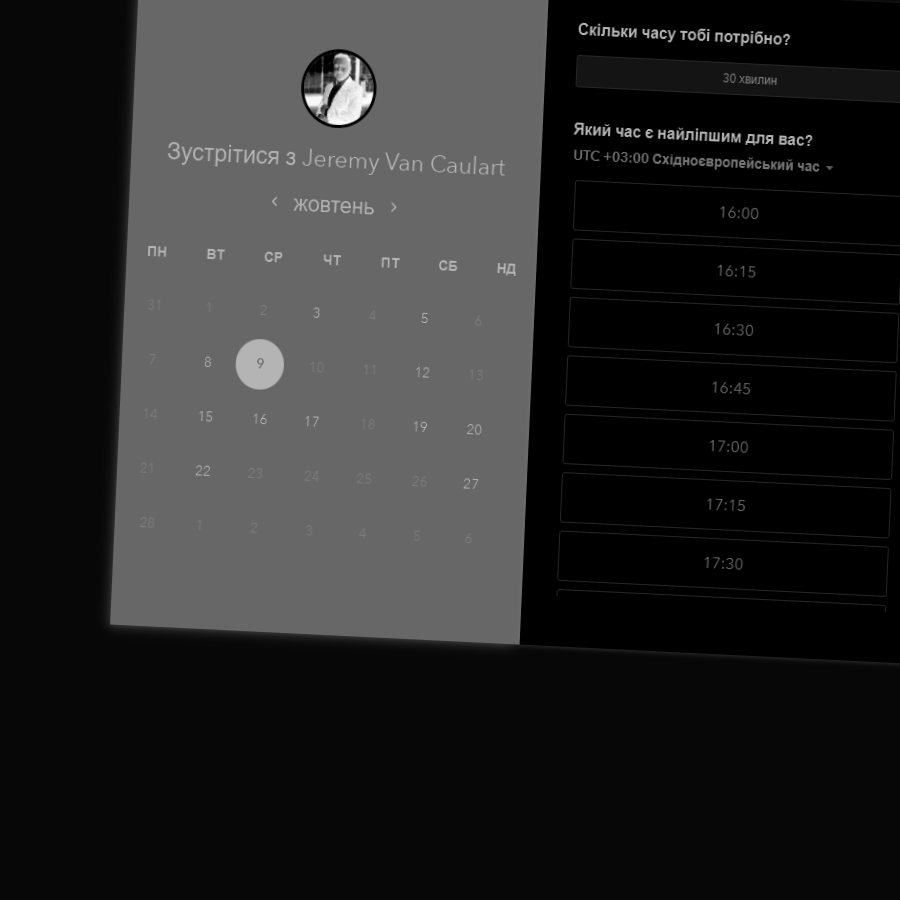 Зустрітися з Jeremy Van Caulart
‹ жовтень ›
ПН ВТ СР ЧТ ПТ СБ НД
31 1 2 3 4 5 6
7 8 9 10 11 12 13
14 15 16 17 18 19 20
21 22 23 24 25 26 27
28 1 2 3 4 5 6
Скільки часу тобі потрібно?
30 хвилин
Який час є найліпшим для вас?
UTC +03:00 Східноєвропейський час
16:00
16:15
16:30
16:45
17:00
17:15
17:30